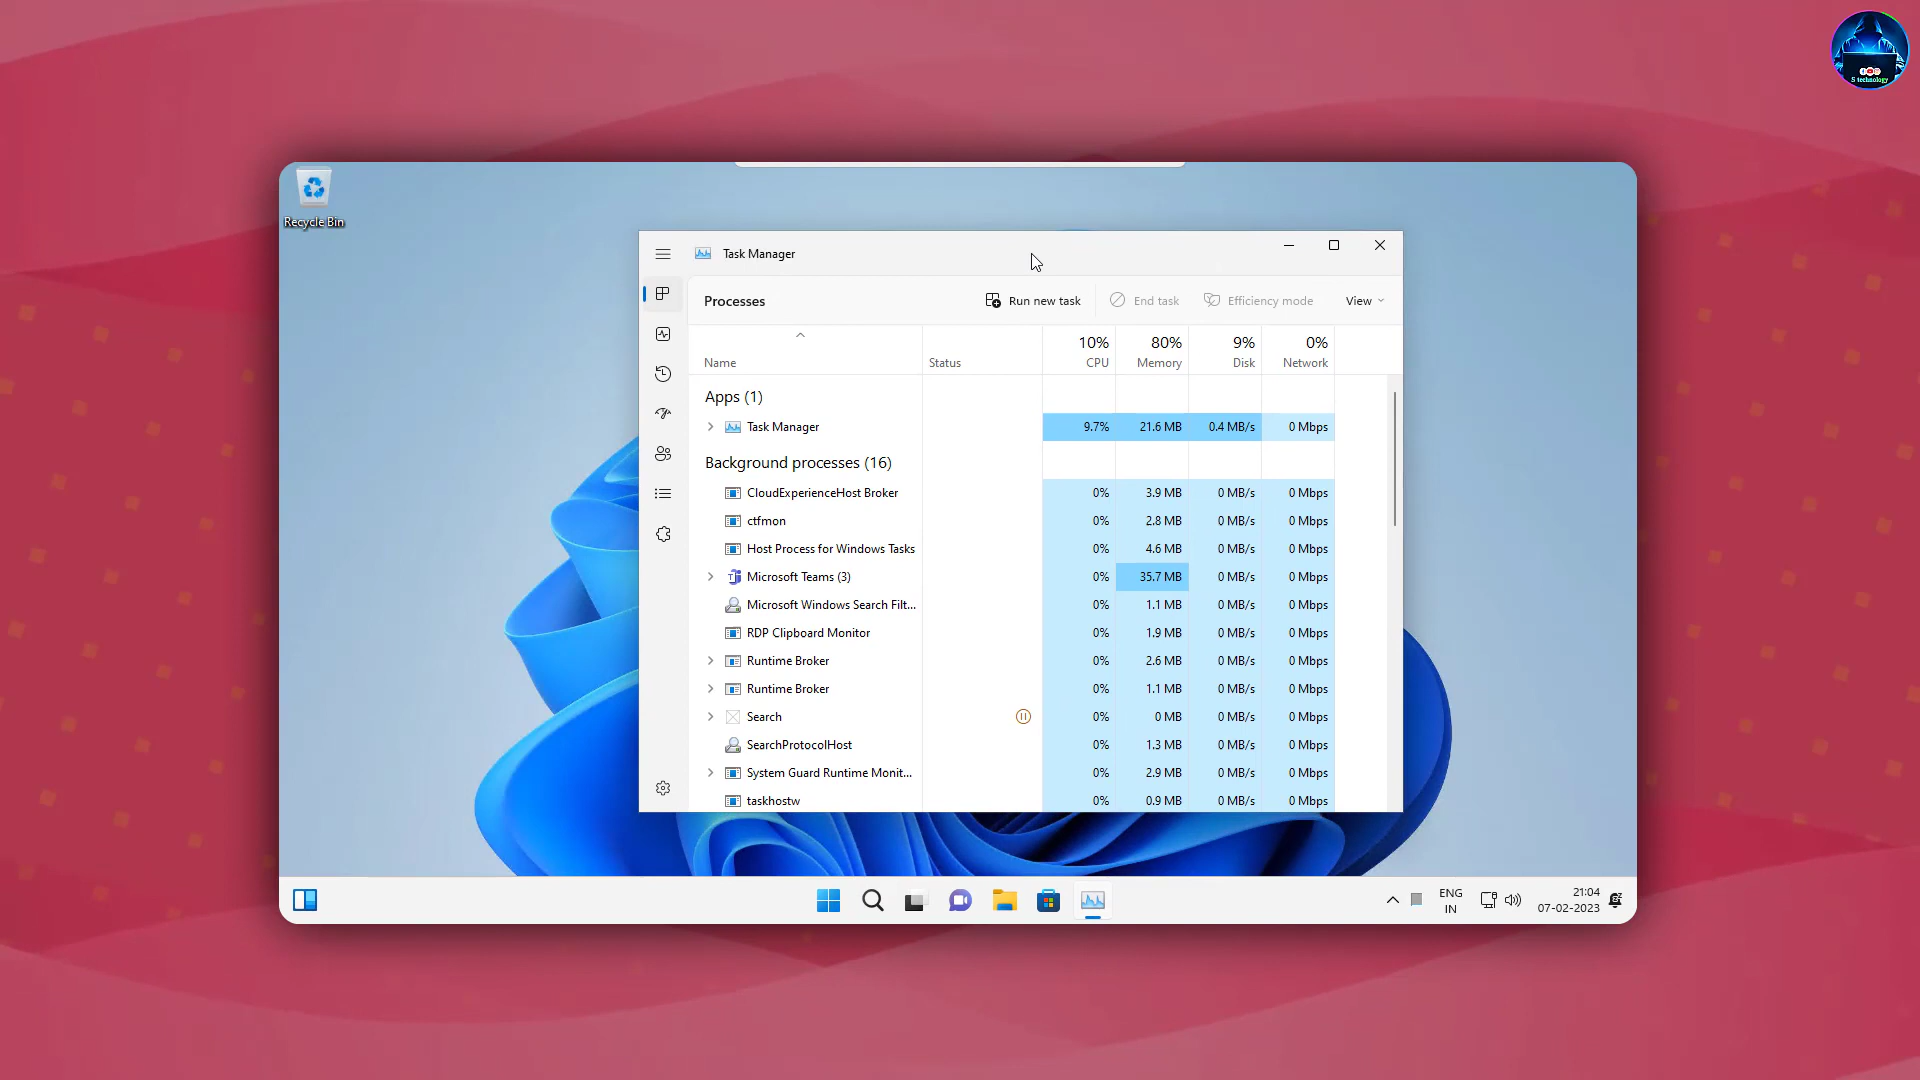 S technology
Recycle Bin
Task Manager
Processes
Run new task
End task
Efficiency mode
View
10% 80% 9% 0%
Name Status CPU Memory Disk Network
Apps (1)
Task Manager 9.7% 21.6 MB 0.4 MB/s 0 Mbps
Background processes (16)
CloudExperienceHost Broker 0% 3.9 MB 0 MB/s 0 Mbps
ctfmon 0% 2.8 MB 0 MB/s 0 Mbps
Host Process for Windows Tasks 0% 4.6 MB 0 MB/s 0 Mbps
Microsoft Teams (3) 0% 35.7 MB 0 MB/s 0 Mbps
Microsoft Windows Search Filt... 0% 1.1 MB 0 MB/s 0 Mbps
RDP Clipboard Monitor 0% 1.9 MB 0 MB/s 0 Mbps
Runtime Broker 0% 2.6 MB 0 MB/s 0 Mbps
Runtime Broker 0% 1.1 MB 0 MB/s 0 Mbps
Search 0% 0 MB 0 MB/s 0 Mbps
SearchProtocolHost 0% 1.3 MB 0 MB/s 0 Mbps
System Guard Runtime Monit... 0% 2.9 MB 0 MB/s 0 Mbps
taskhostw 0% 0.9 MB 0 MB/s 0 Mbps
ENG
IN
21:04
07-02-2023